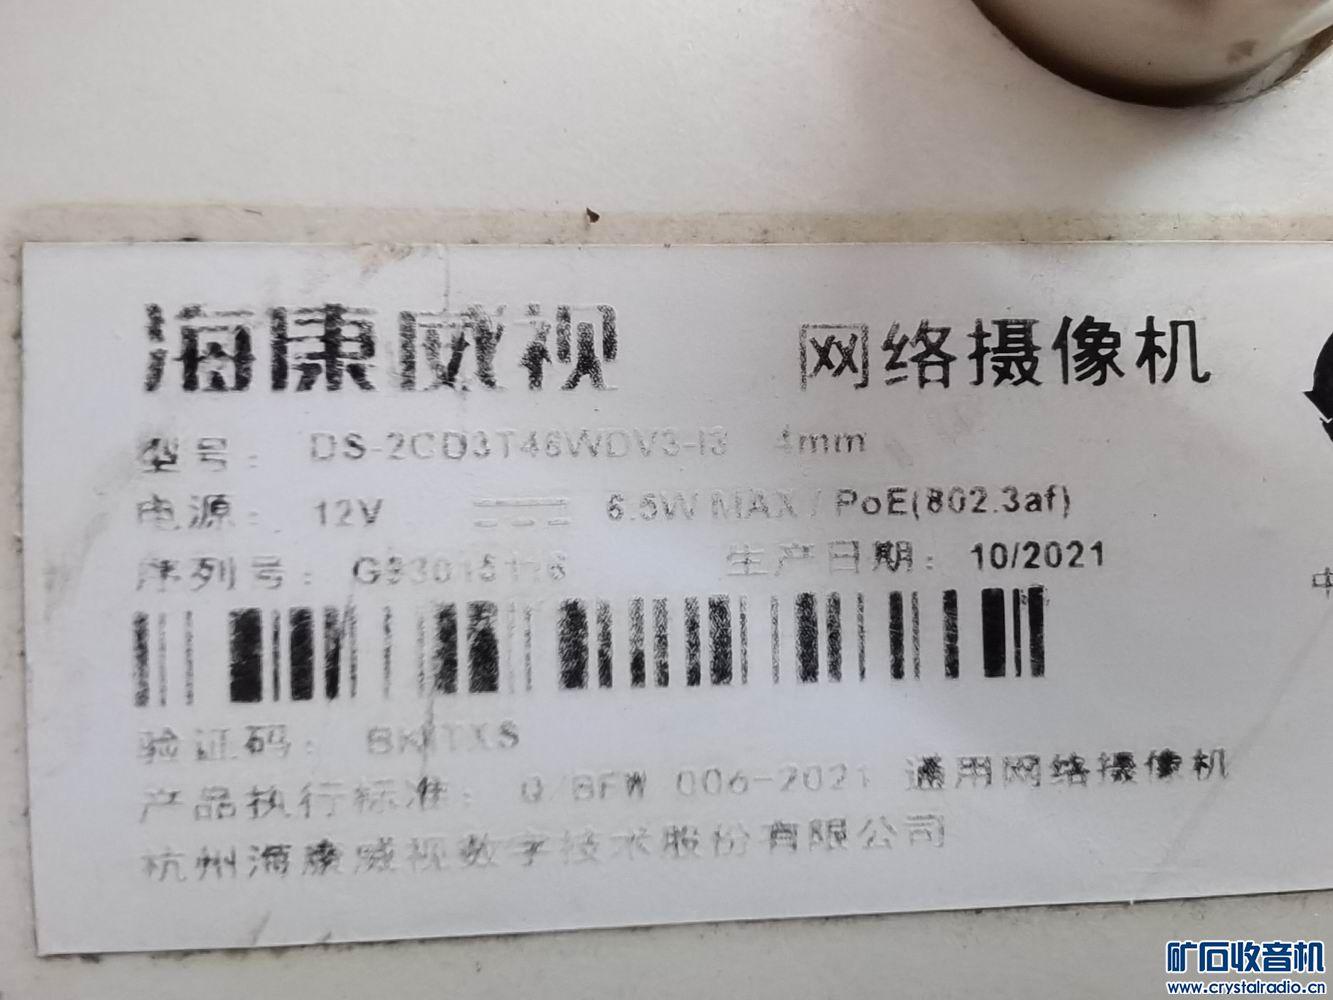 海康威视 网络摄像机
型号： DS-2CD3T46WDV3-I3 4mm
电源： 12V 6.5W MAX / PoE(802.3af)
序列号： 生产日期： 10/2021
验证码：
产品执行标准： Q/BFW 006-2021 通用网络摄像机
杭州海康威视数字技术股份有限公司
中
矿石收音机
www.crystalradio.cn